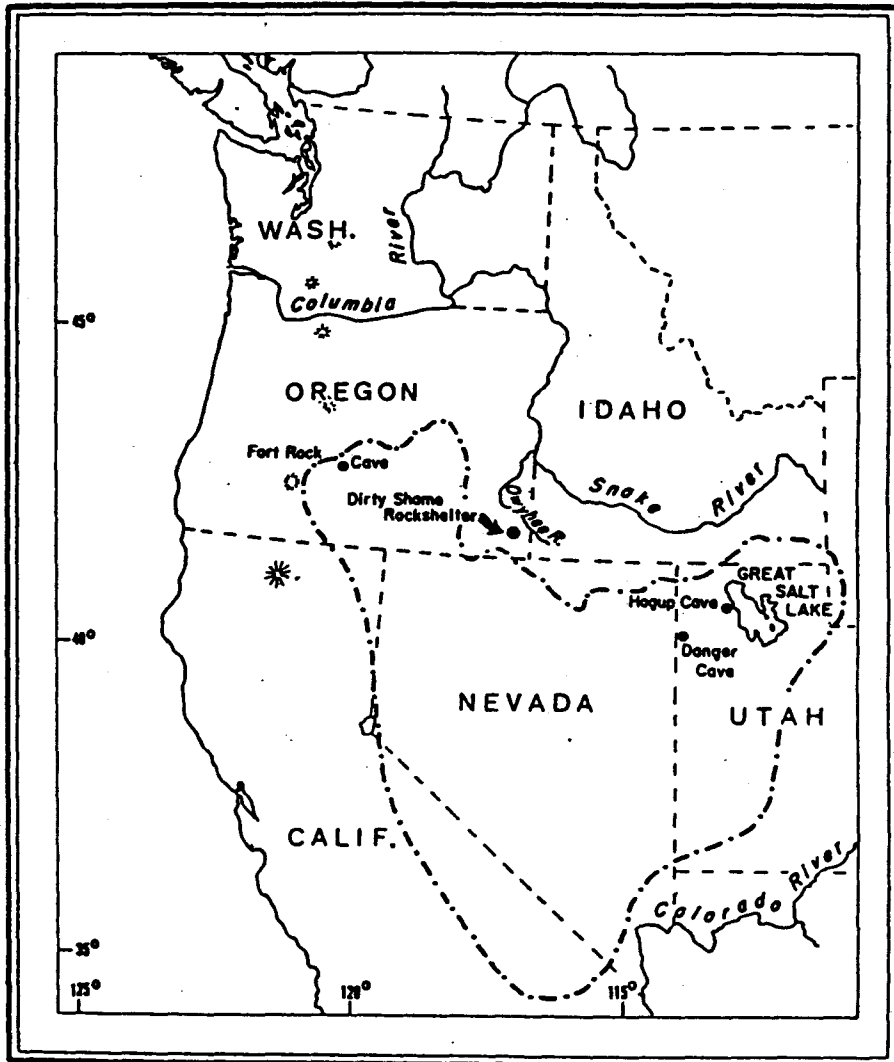 WASH.
River
Columbia
45°
OREGON
IDAHO
Fort Rock
Cave
Snake
River
Dirty Shame
Rockshelter
Owyhee R.
GREAT
SALT
LAKE
Hogup Cave
40°
Danger
Cave
NEVADA
UTAH
CALIF.
Colorado
River
35°
125°
120°
115°